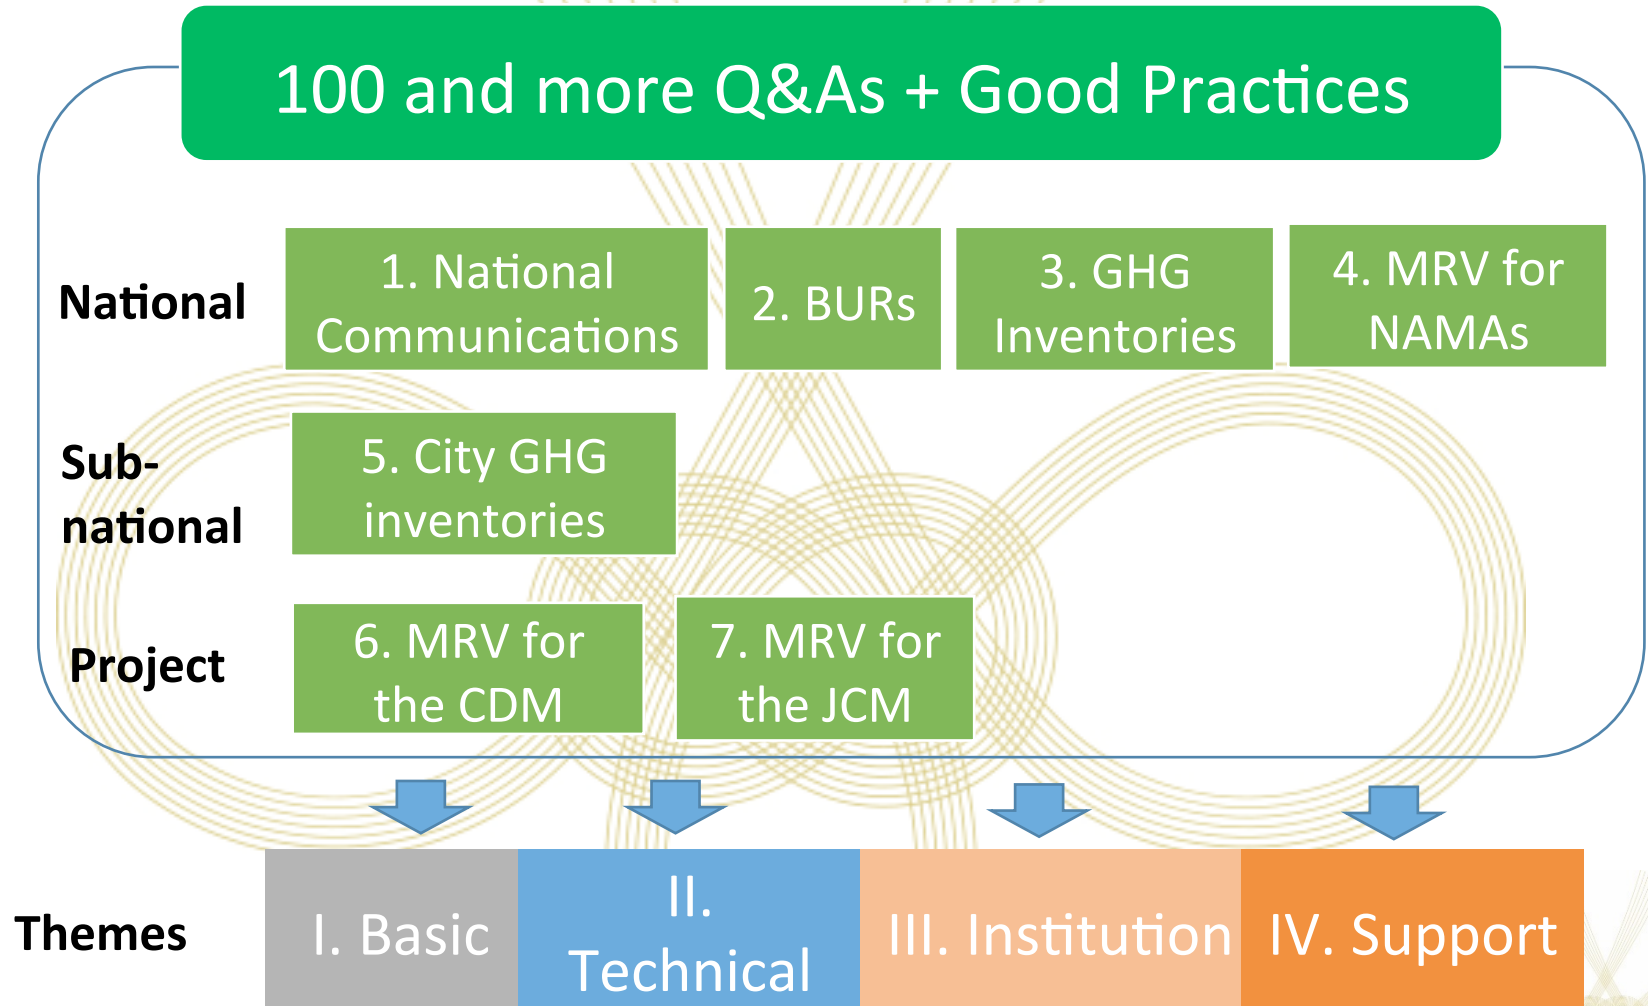 100 and more Q&As + Good Practices
National
1. National
Communications
2. BURs
3. GHG
Inventories
4. MRV for
NAMAs
Sub-
national
5. City GHG
inventories
Project
6. MRV for
the CDM
7. MRV for
the JCM
Themes
I. Basic
II.
Technical
III. Institution
IV. Support